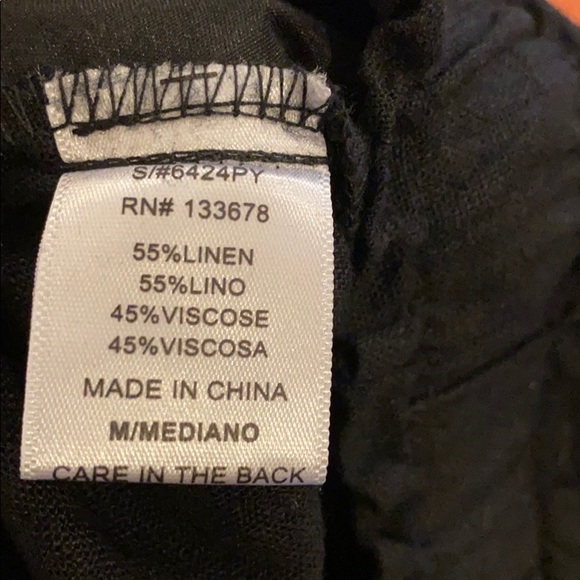 S/#6424PY
RN# 133678
55%LINEN
55%LINO
45%VISCOSE
45%VISCOSA
MADE IN CHINA
M/MEDIANO
CARE IN THE BACK